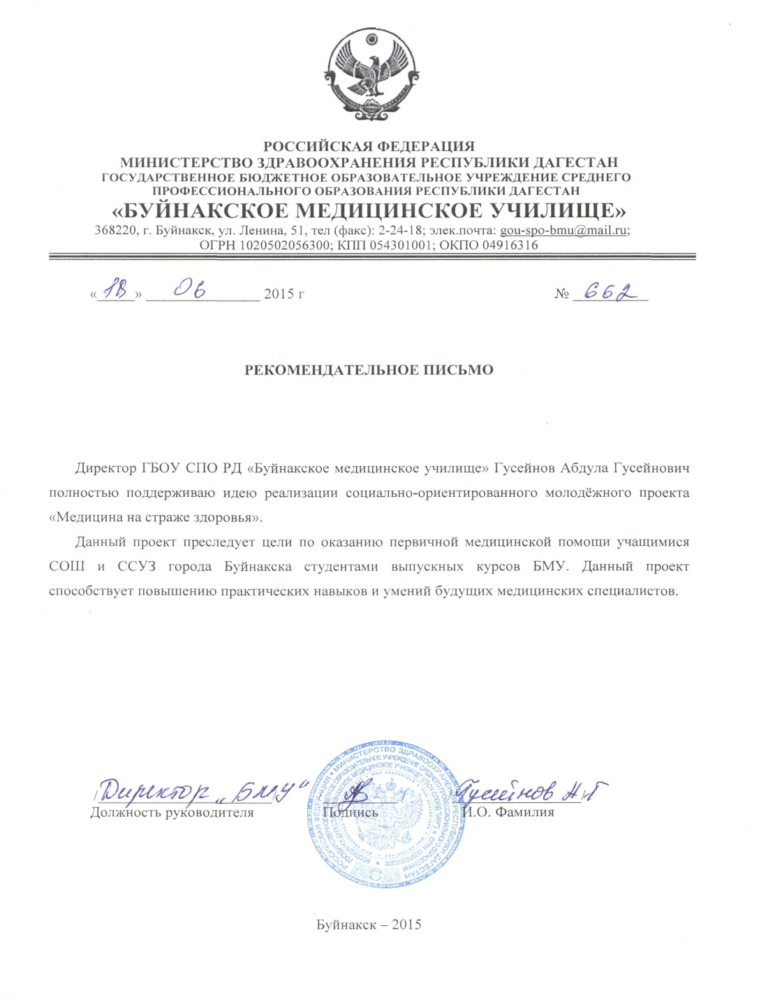 РОССИЙСКАЯ ФЕДЕРАЦИЯ
МИНИСТЕРСТВО ЗДРАВООХРАНЕНИЯ РЕСПУБЛИКИ ДАГЕСТАН
ГОСУДАРСТВЕННОЕ БЮДЖЕТНОЕ ОБРАЗОВАТЕЛЬНОЕ УЧРЕЖДЕНИЕ СРЕДНЕГО
ПРОФЕССИОНАЛЬНОГО ОБРАЗОВАНИЯ РЕСПУБЛИКИ ДАГЕСТАН
«БУЙНАКСКОЕ МЕДИЦИНСКОЕ УЧИЛИЩЕ»
368220, г. Буйнакск, ул. Ленина, 51, тел (факс): 2-24-18; элек.почта: gou-spo-bmu@mail.ru;
ОГРН 1020502056300; КПП 054301001; ОКПО 04916316
«18» 06 2015 г № 662
РЕКОМЕНДАТЕЛЬНОЕ ПИСЬМО
Директор ГБОУ СПО РД «Буйнакское медицинское училище» Гусейнов Абдула Гусейнович
полностью поддерживаю идею реализации социально-ориентированного молодёжного проекта
«Медицина на страже здоровья».
Данный проект преследует цели по оказанию первичной медицинской помощи учащимися
СОШ и ССУЗ города Буйнакска студентами выпускных курсов БМУ. Данный проект
способствует повышению практических навыков и умений будущих медицинских специалистов.
Директор „БМУ“ Гусейнов А.Г
Должность руководителя Подпись И.О. Фамилия
РОССИЙСКАЯ ФЕДЕРАЦИЯ * МИНИСТЕРСТВО ЗДРАВООХРАНЕНИЯ РЕСПУБЛИКИ ДАГЕСТАН
Буйнакск – 2015